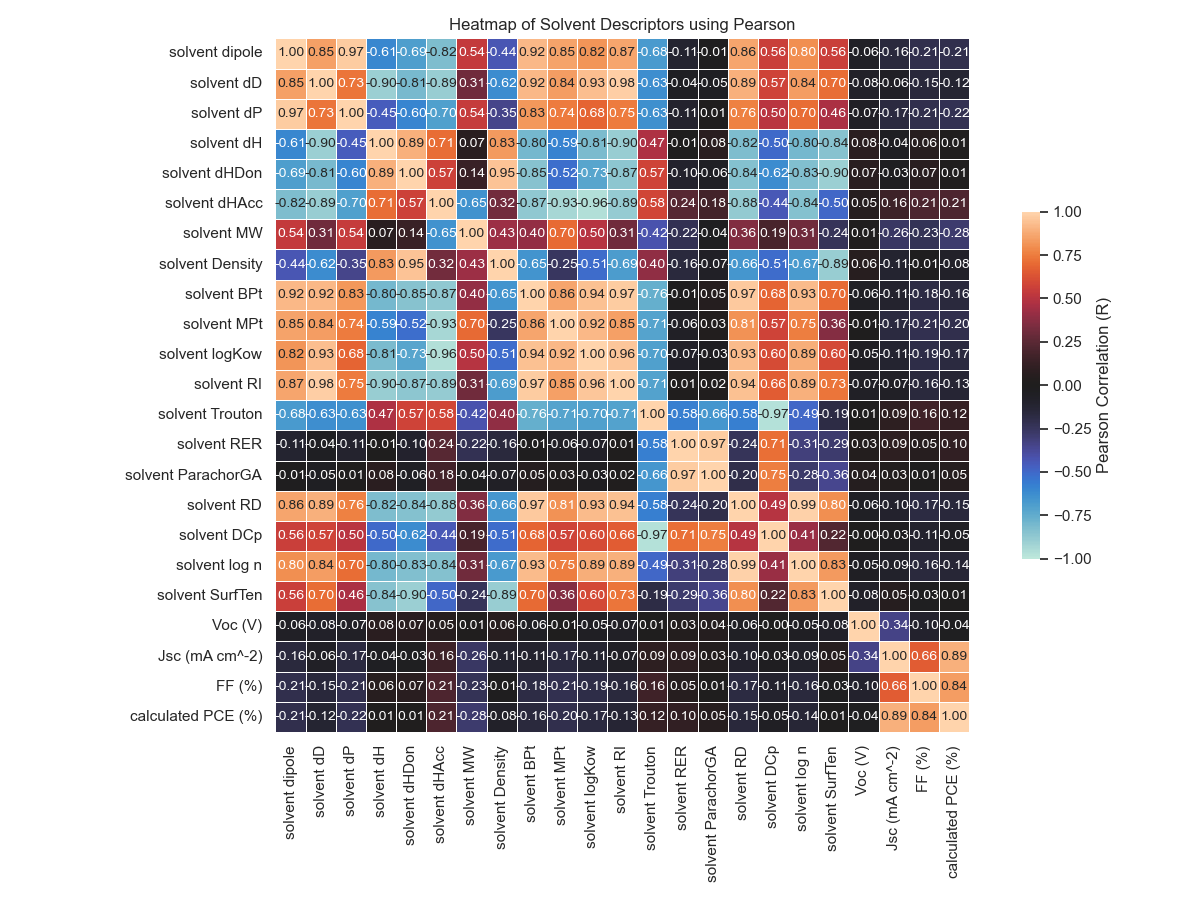 Heatmap of Solvent Descriptors using Pearson
solvent dipole 1.00 0.85 0.97 -0.61 -0.69 -0.82 0.54 -0.44 0.92 0.85 0.82 0.87 -0.68 -0.11 -0.01 0.86 0.56 0.80 0.56 -0.06 -0.16 -0.21 -0.21
solvent dD 0.85 1.00 0.73 -0.90 -0.81 -0.89 0.31 -0.62 0.92 0.84 0.93 0.98 -0.63 -0.04 -0.05 0.89 0.57 0.84 0.70 -0.08 -0.06 -0.15 -0.12
solvent dP 0.97 0.73 1.00 -0.45 -0.60 -0.70 0.54 -0.35 0.83 0.74 0.68 0.75 -0.63 -0.11 0.01 0.76 0.50 0.70 0.46 -0.07 -0.17 -0.21 -0.22
solvent dH -0.61 -0.90 -0.45 1.00 0.89 0.71 0.07 0.83 -0.80 -0.59 -0.81 -0.90 0.47 -0.01 0.08 -0.82 -0.50 -0.80 -0.84 0.08 -0.04 0.06 0.01
solvent dHDon -0.69 -0.81 -0.60 0.89 1.00 0.57 0.14 0.95 -0.85 -0.52 -0.73 -0.87 0.57 -0.10 -0.06 -0.84 -0.62 -0.83 -0.90 0.07 -0.03 0.07 0.01
solvent dHAcc -0.82 -0.89 -0.70 0.71 0.57 1.00 -0.65 0.32 -0.87 -0.93 -0.96 -0.89 0.58 0.24 0.18 -0.88 -0.44 -0.84 -0.50 0.05 0.16 0.21 0.21
solvent MW 0.54 0.31 0.54 0.07 0.14 -0.65 1.00 0.43 0.40 0.70 0.50 0.31 -0.42 -0.22 -0.04 0.36 0.19 0.31 -0.24 0.01 -0.26 -0.23 -0.28
solvent Density -0.44 -0.62 -0.35 0.83 0.95 0.32 0.43 1.00 -0.65 -0.25 -0.51 -0.69 0.40 -0.16 -0.07 -0.66 -0.51 -0.67 -0.89 0.06 -0.11 -0.01 -0.08
solvent BPt 0.92 0.92 0.83 -0.80 -0.85 -0.87 0.40 -0.65 1.00 0.86 0.94 0.97 -0.76 -0.01 0.05 0.97 0.68 0.93 0.70 -0.06 -0.11 -0.18 -0.16
solvent MPt 0.85 0.84 0.74 -0.59 -0.52 -0.93 0.70 -0.25 0.86 1.00 0.92 0.85 -0.71 -0.06 0.03 0.81 0.57 0.75 0.36 -0.01 -0.17 -0.21 -0.20
solvent logKow 0.82 0.93 0.68 -0.81 -0.73 -0.96 0.50 -0.51 0.94 0.92 1.00 0.96 -0.70 -0.07 -0.03 0.93 0.60 0.89 0.60 -0.05 -0.11 -0.19 -0.17
solvent RI 0.87 0.98 0.75 -0.90 -0.87 -0.89 0.31 -0.69 0.97 0.85 0.96 1.00 -0.71 0.01 0.02 0.94 0.66 0.89 0.73 -0.07 -0.07 -0.16 -0.13
solvent Trouton -0.68 -0.63 -0.63 0.47 0.57 0.58 -0.42 0.40 -0.76 -0.71 -0.70 -0.71 1.00 -0.58 -0.66 -0.58 -0.97 -0.49 -0.19 0.01 0.09 0.16 0.12
solvent RER -0.11 -0.04 -0.11 -0.01 -0.10 0.24 -0.22 -0.16 -0.01 -0.06 -0.07 0.01 -0.58 1.00 0.97 -0.24 0.71 -0.31 -0.29 0.03 0.09 0.05 0.10
solvent ParachorGA -0.01 -0.05 0.01 0.08 -0.06 0.18 -0.04 -0.07 0.05 0.03 -0.03 0.02 -0.66 0.97 1.00 -0.20 0.75 -0.28 -0.36 0.04 0.03 0.01 0.05
solvent RD 0.86 0.89 0.76 -0.82 -0.84 -0.88 0.36 -0.66 0.97 0.81 0.93 0.94 -0.58 -0.24 -0.20 1.00 0.49 0.99 0.80 -0.06 -0.10 -0.17 -0.15
solvent DCp 0.56 0.57 0.50 -0.50 -0.62 -0.44 0.19 -0.51 0.68 0.57 0.60 0.66 -0.97 0.71 0.75 0.49 1.00 0.41 0.22 -0.00 -0.03 -0.11 -0.05
solvent log n 0.80 0.84 0.70 -0.80 -0.83 -0.84 0.31 -0.67 0.93 0.75 0.89 0.89 -0.49 -0.31 -0.28 0.99 0.41 1.00 0.83 -0.05 -0.09 -0.16 -0.14
solvent SurfTen 0.56 0.70 0.46 -0.84 -0.90 -0.50 -0.24 -0.89 0.70 0.36 0.60 0.73 -0.19 -0.29 -0.36 0.80 0.22 0.83 1.00 -0.08 0.05 -0.03 0.01
Voc (V) -0.06 -0.08 -0.07 0.08 0.07 0.05 0.01 0.06 -0.06 -0.01 -0.05 -0.07 0.01 0.03 0.04 -0.06 -0.00 -0.05 -0.08 1.00 -0.34 -0.10 -0.04
Jsc (mA cm^-2) -0.16 -0.06 -0.17 -0.04 -0.03 0.16 -0.26 -0.11 -0.11 -0.17 -0.11 -0.07 0.09 0.09 0.03 -0.10 -0.03 -0.09 0.05 -0.34 1.00 0.66 0.89
FF (%) -0.21 -0.15 -0.21 0.06 0.07 0.21 -0.23 -0.01 -0.18 -0.21 -0.19 -0.16 0.16 0.05 0.01 -0.17 -0.11 -0.16 -0.03 -0.10 0.66 1.00 0.84
calculated PCE (%) -0.21 -0.12 -0.22 0.01 0.01 0.21 -0.28 -0.08 -0.16 -0.20 -0.17 -0.13 0.12 0.10 0.05 -0.15 -0.05 -0.14 0.01 -0.04 0.89 0.84 1.00
solvent dipole
solvent dD
solvent dP
solvent dH
solvent dHDon
solvent dHAcc
solvent MW
solvent Density
solvent BPt
solvent MPt
solvent logKow
solvent RI
solvent Trouton
solvent RER
solvent ParachorGA
solvent RD
solvent DCp
solvent log n
solvent SurfTen
Voc (V)
Jsc (mA cm^-2)
FF (%)
calculated PCE (%)
1.00
0.75
0.50
0.25
0.00
−0.25
−0.50
−0.75
−1.00
Pearson Correlation (R)